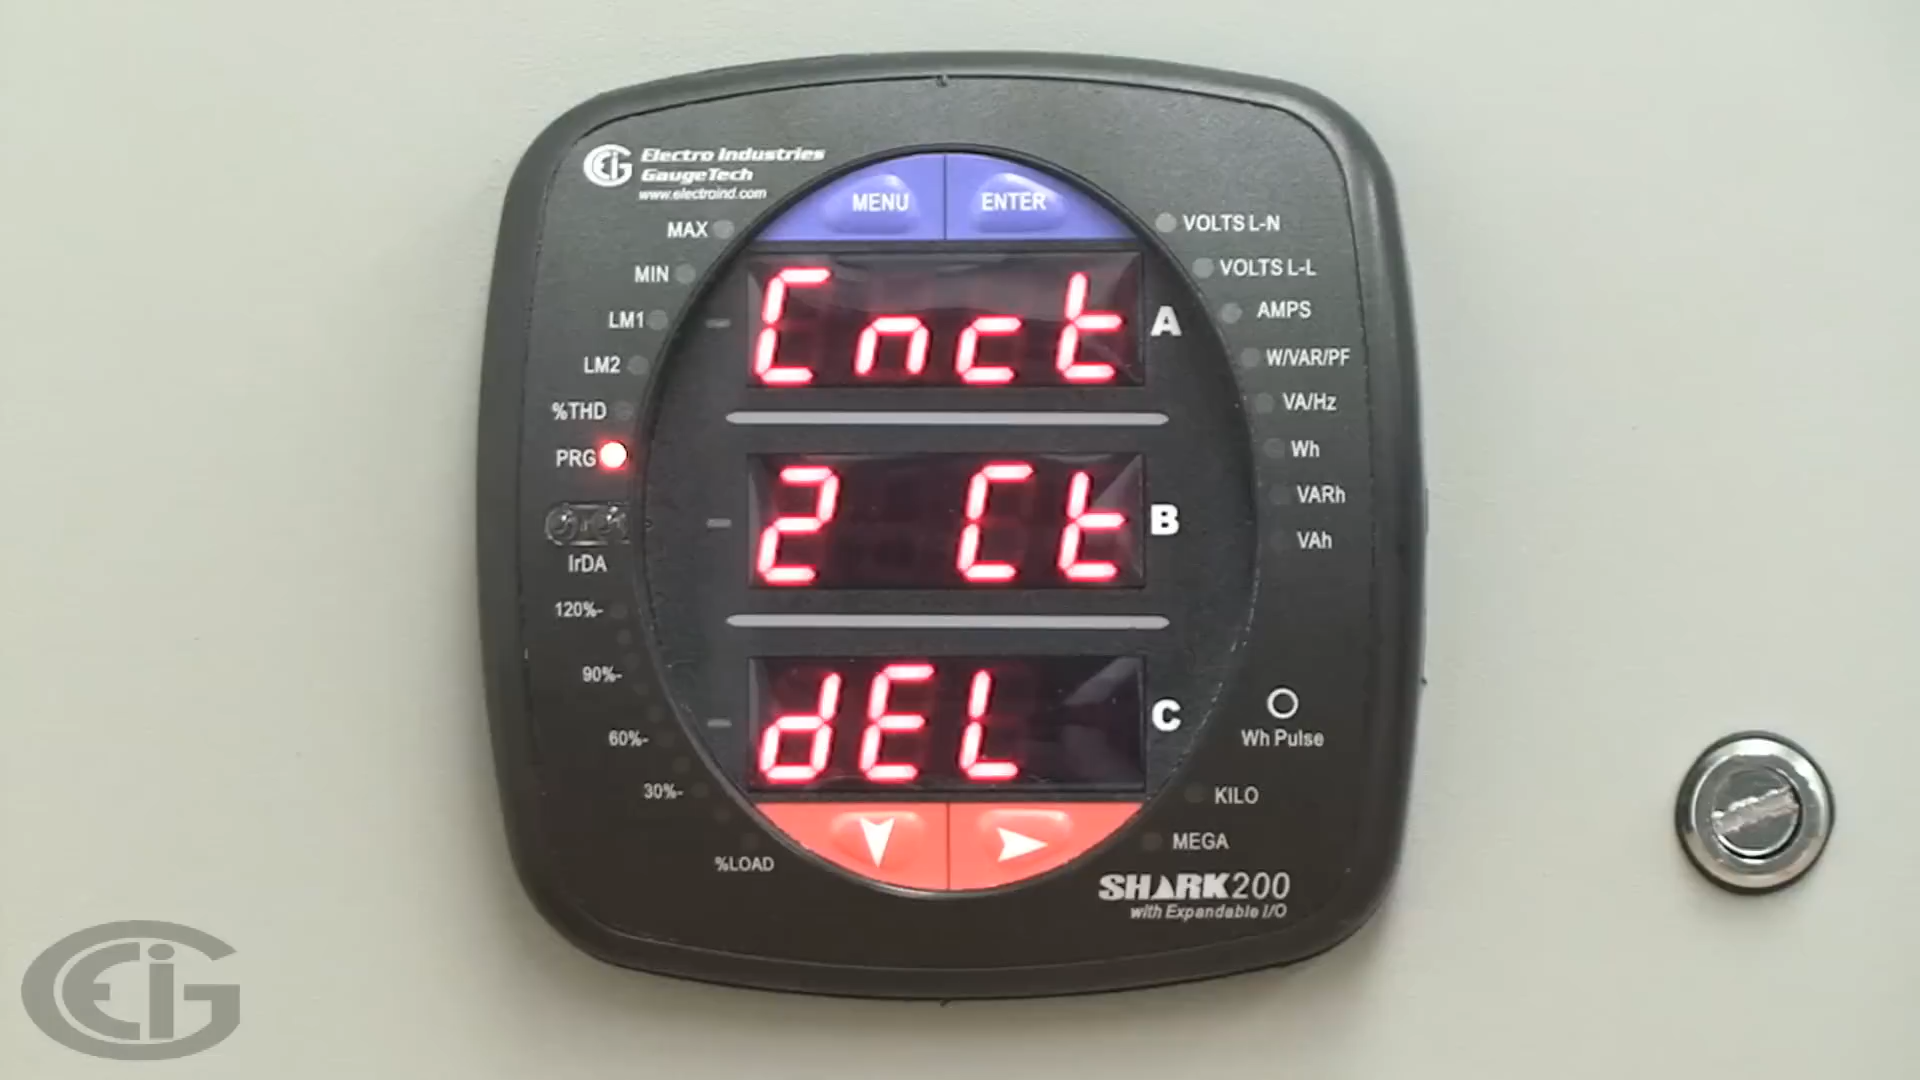 EIG Electro Industries
GaugeTech
www.electroind.com
MENU ENTER
MAX
MIN
LM1
LM2
%THD
PRG
IrDA
120%-
90%-
60%-
30%-
%LOAD
Cnct A
2 Ct B
dEL C
VOLTS L-N
VOLTS L-L
AMPS
W/VAR/PF
VA/Hz
Wh
VARh
VAh
Wh Pulse
KILO
MEGA
SHARK200
with Expandable I/O
EIG